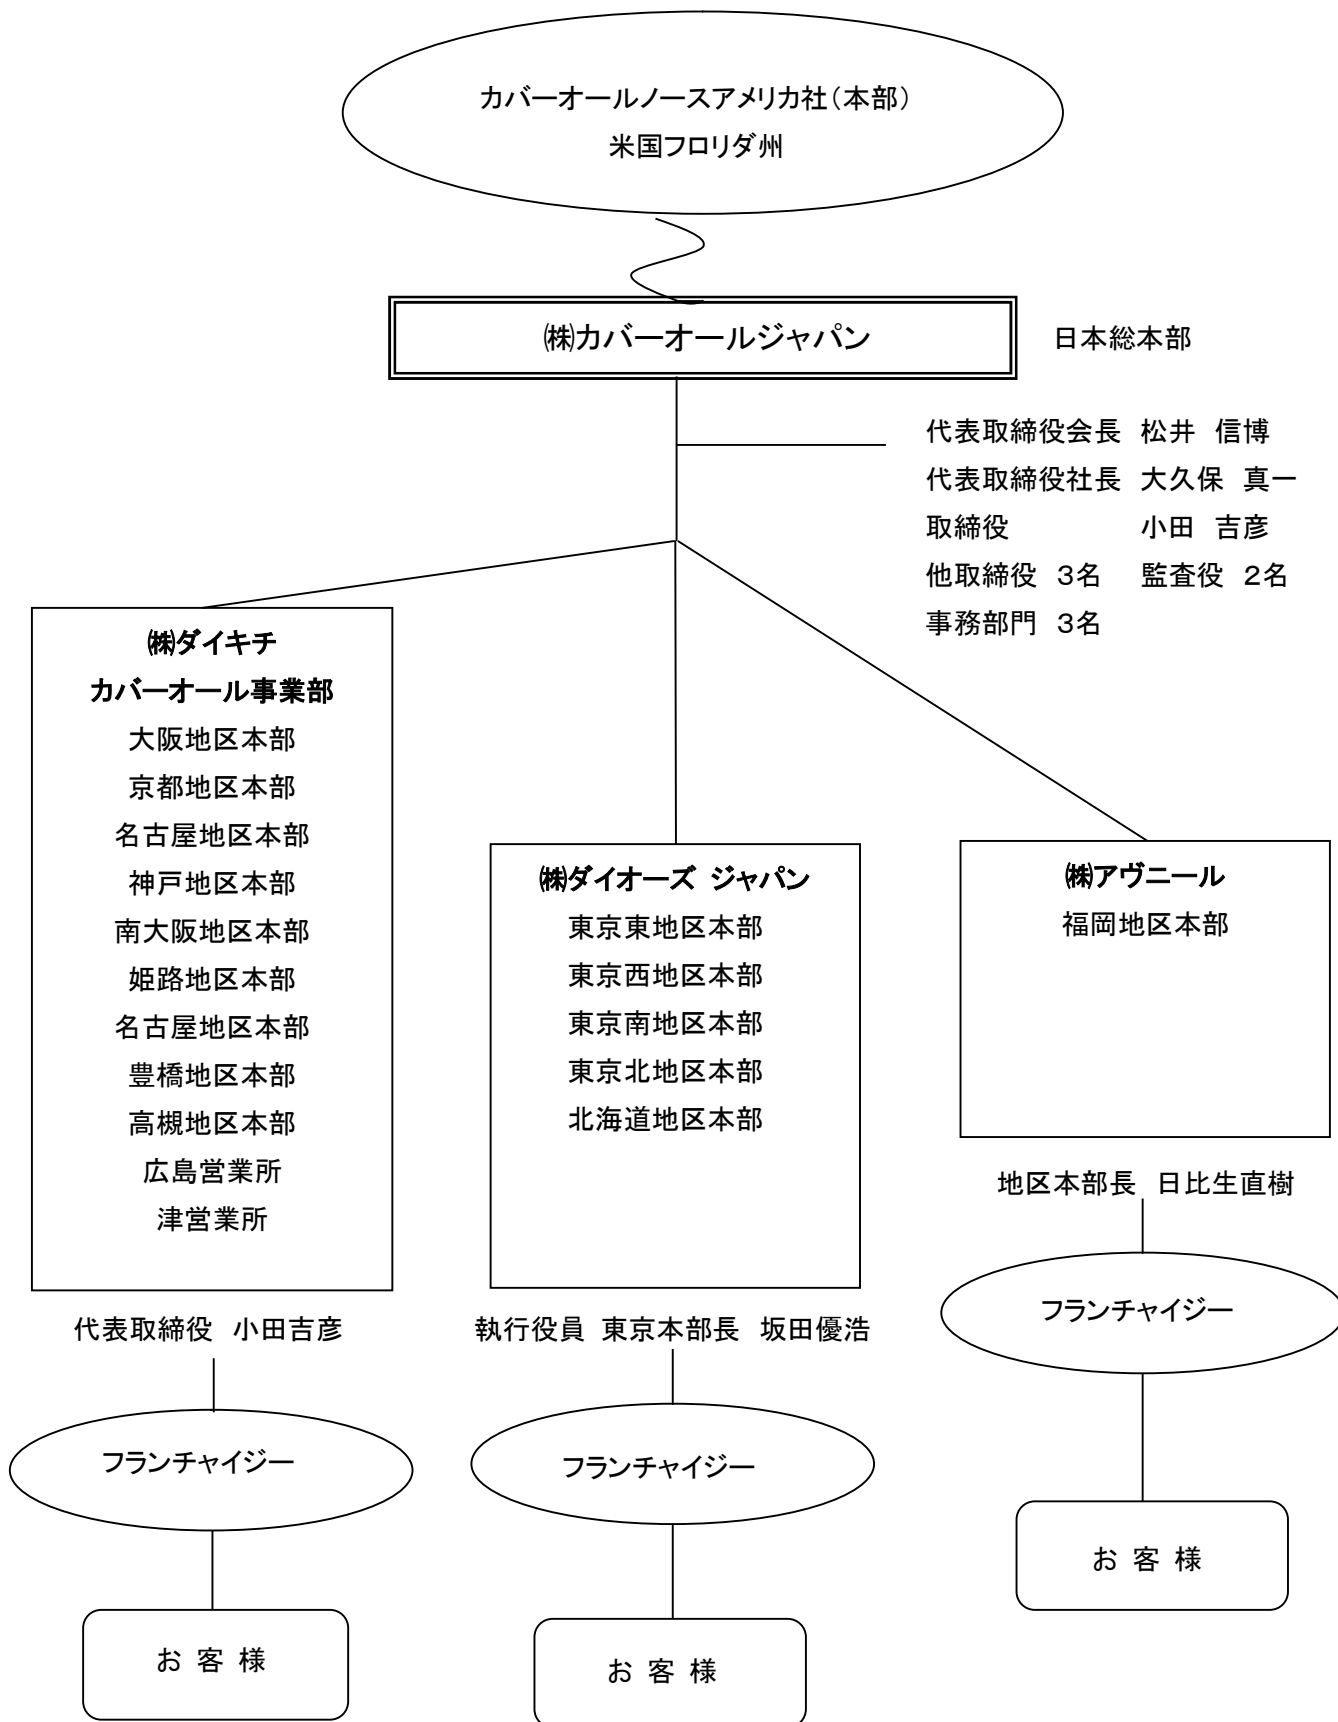 カバーオールノースアメリカ社(本部)
米国フロリダ州
㈱カバーオールジャパン
日本総本部
代表取締役会長 松井 信博
代表取締役社長 大久保 真一
取締役 小田 吉彦
他取締役 3名 監査役 2名
事務部門 3名
㈱ダイキチ
カバーオール事業部
大阪地区本部
京都地区本部
名古屋地区本部
神戸地区本部
南大阪地区本部
姫路地区本部
名古屋地区本部
豊橋地区本部
高槻地区本部
広島営業所
津営業所
代表取締役 小田吉彦
フランチャイジー
お 客 様
㈱ダイオーズ ジャパン
東京東地区本部
東京西地区本部
東京南地区本部
東京北地区本部
北海道地区本部
執行役員 東京本部長 坂田優浩
フランチャイジー
お 客 様
㈱アヴニール
福岡地区本部
地区本部長 日比生直樹
フランチャイジー
お 客 様